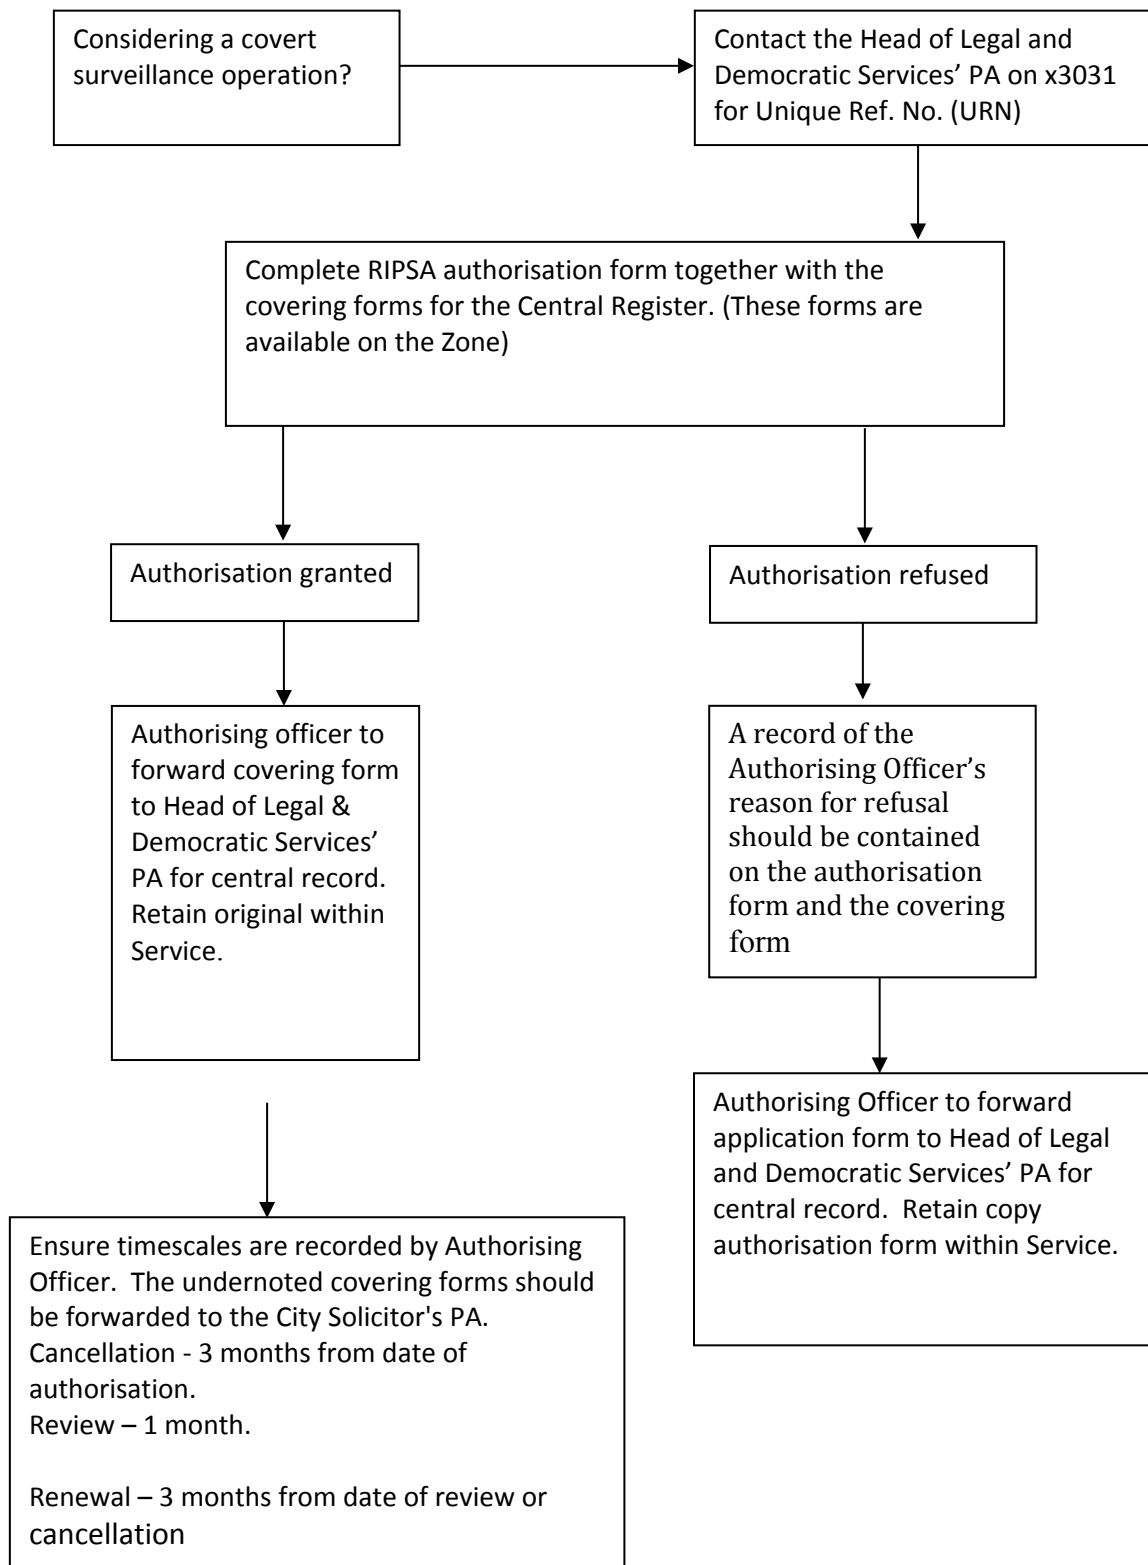 Considering a covert
surveillance operation?
Contact the Head of Legal and
Democratic Services’ PA on x3031
for Unique Ref. No. (URN)
Complete RIPSA authorisation form together with the
covering forms for the Central Register. (These forms are
available on the Zone)
Authorisation granted
Authorisation refused
Authorising officer to
forward covering form
to Head of Legal &
Democratic Services’
PA for central record.
Retain original within
Service.
A record of the
Authorising Officer’s
reason for refusal
should be contained
on the authorisation
form and the covering
form
Ensure timescales are recorded by Authorising
Officer.  The undernoted covering forms should
be forwarded to the City Solicitor's PA.
Cancellation - 3 months from date of
authorisation.
Review – 1 month.
Renewal – 3 months from date of review or
cancellation
Authorising Officer to forward
application form to Head of Legal
and Democratic Services’ PA for
central record.  Retain copy
authorisation form within Service.